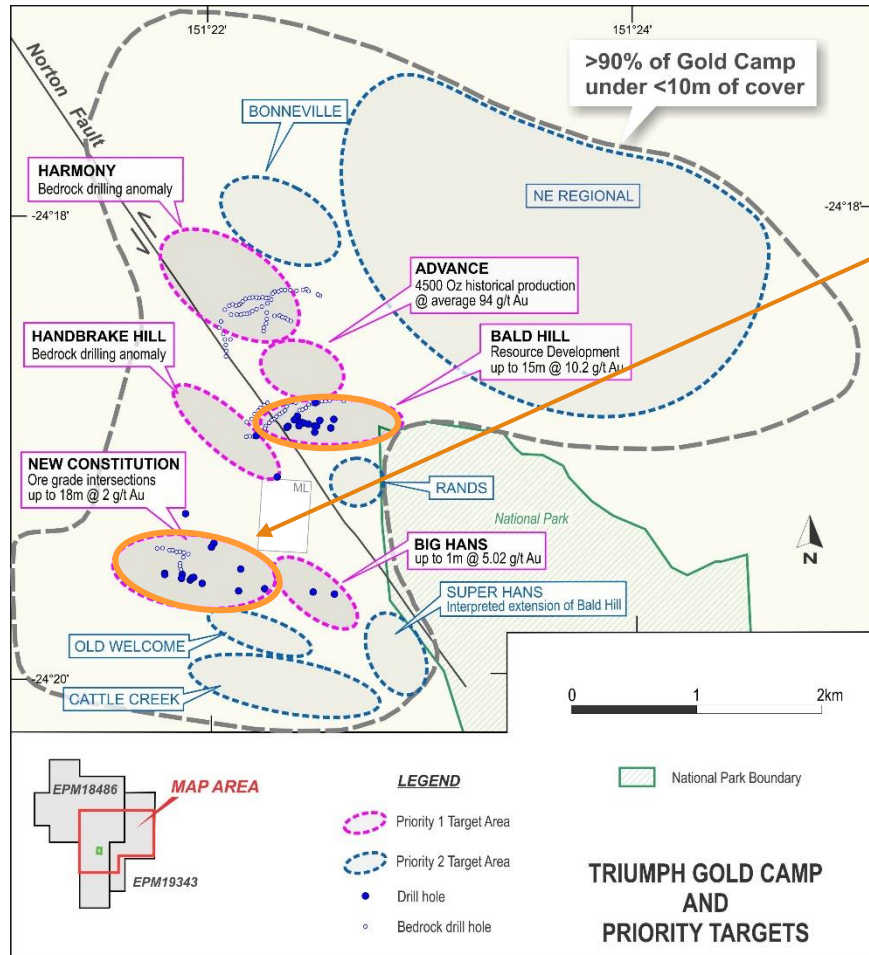 151°22'
151°24'
Norton Fault
>90% of Gold Camp
under <10m of cover
BONNEVILLE
HARMONY
Bedrock drilling anomaly
NE REGIONAL
-24°18'
-24°18'
ADVANCE
4500 Oz historical production
@ average 94 g/t Au
HANDBRAKE HILL
Bedrock drilling anomaly
BALD HILL
Resource Development
up to 15m @ 10.2 g/t Au
NEW CONSTITUTION
Ore grade intersections
up to 18m @ 2 g/t Au
ML
RANDS
National Park
N
BIG HANS
up to 1m @ 5.02 g/t Au
SUPER HANS
Interpreted extension of Bald Hill
OLD WELCOME
-24°20'
CATTLE CREEK
0 1 2km
EPM18486
MAP AREA
EPM19343
LEGEND
Priority 1 Target Area
Priority 2 Target Area
Drill hole
Bedrock drill hole
National Park Boundary
TRIUMPH GOLD CAMP
AND
PRIORITY TARGETS